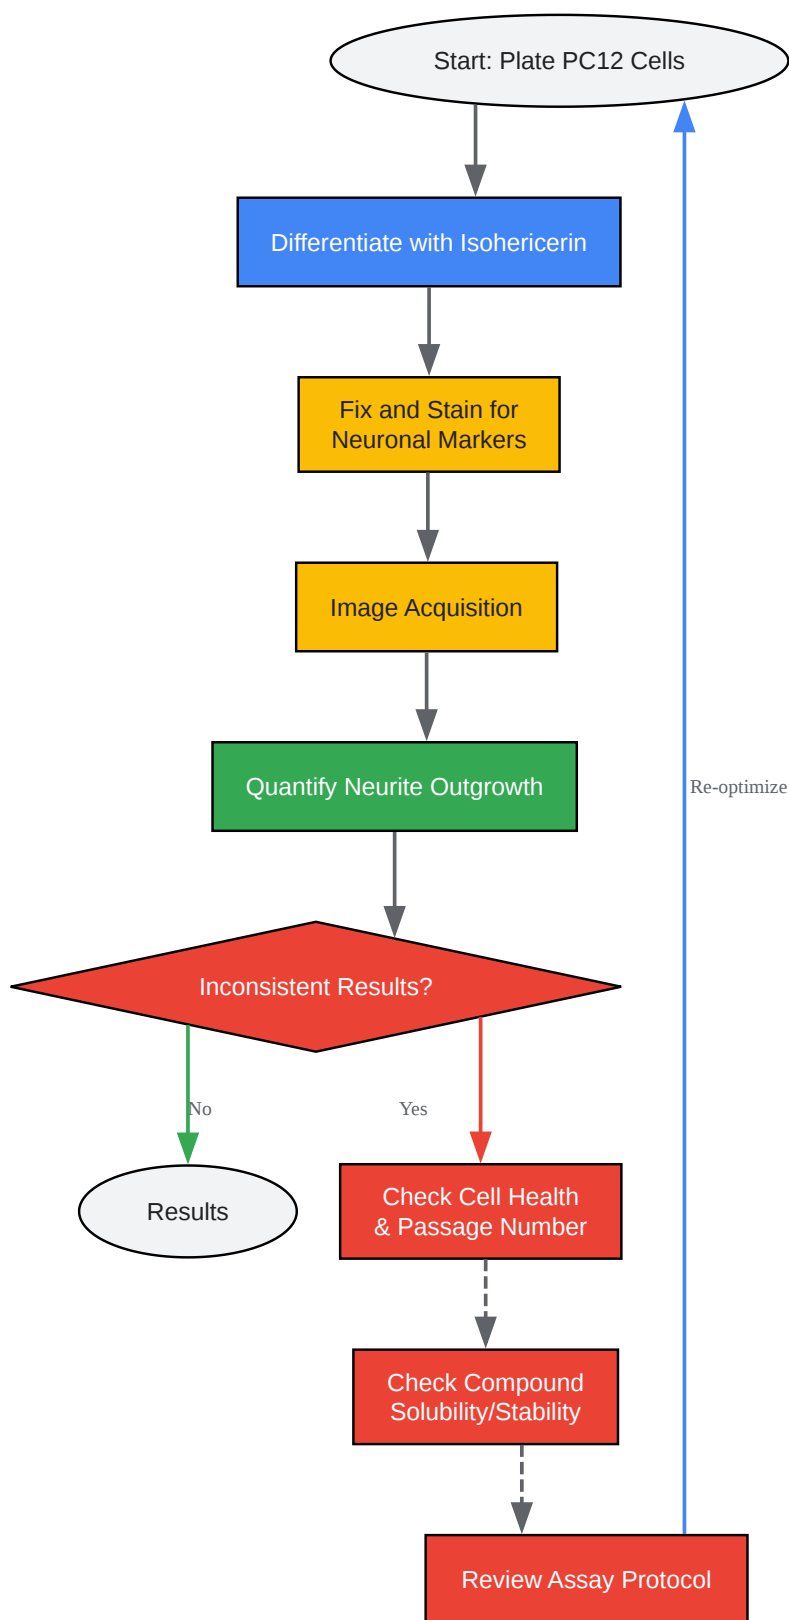 Start: Plate PC12 Cells
Differentiate with Isohericerin
Fix and Stain for
Neuronal Markers
Image Acquisition
Quantify Neurite Outgrowth
Re-optimize
Inconsistent Results?
No
Yes
Results
Check Cell Health
& Passage Number
Check Compound
Solubility/Stability
Review Assay Protocol